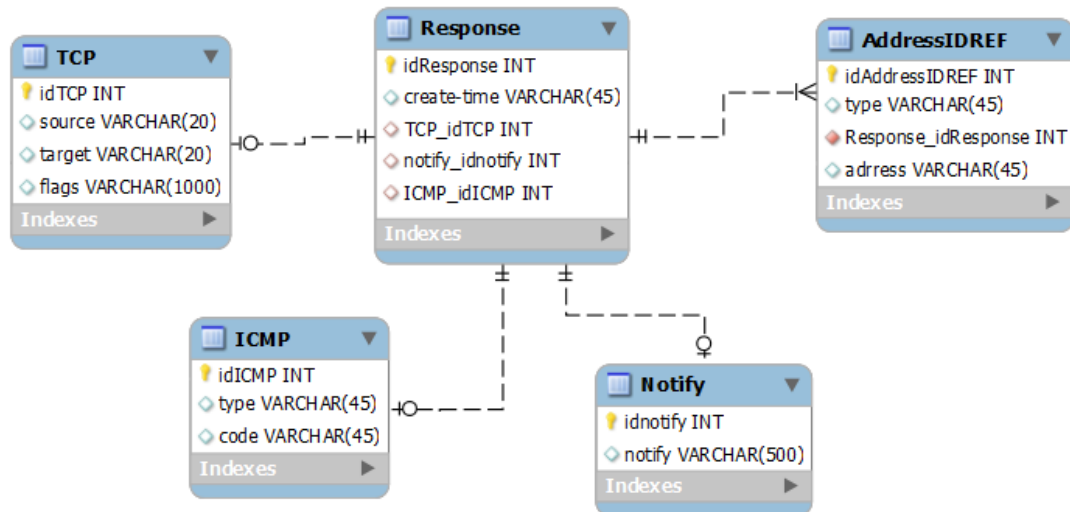 TCP
idTCP INT
source VARCHAR(20)
target VARCHAR(20)
flags VARCHAR(1000)
Indexes
Response
idResponse INT
create-time VARCHAR(45)
TCP_idTCP INT
notify_idnotify INT
ICMP_idICMP INT
Indexes
AddressIDREF
idAddressIDREF INT
type VARCHAR(45)
Response_idResponse INT
adrress VARCHAR(45)
Indexes
ICMP
idICMP INT
type VARCHAR(45)
code VARCHAR(45)
Indexes
Notify
idnotify INT
notify VARCHAR(500)
Indexes